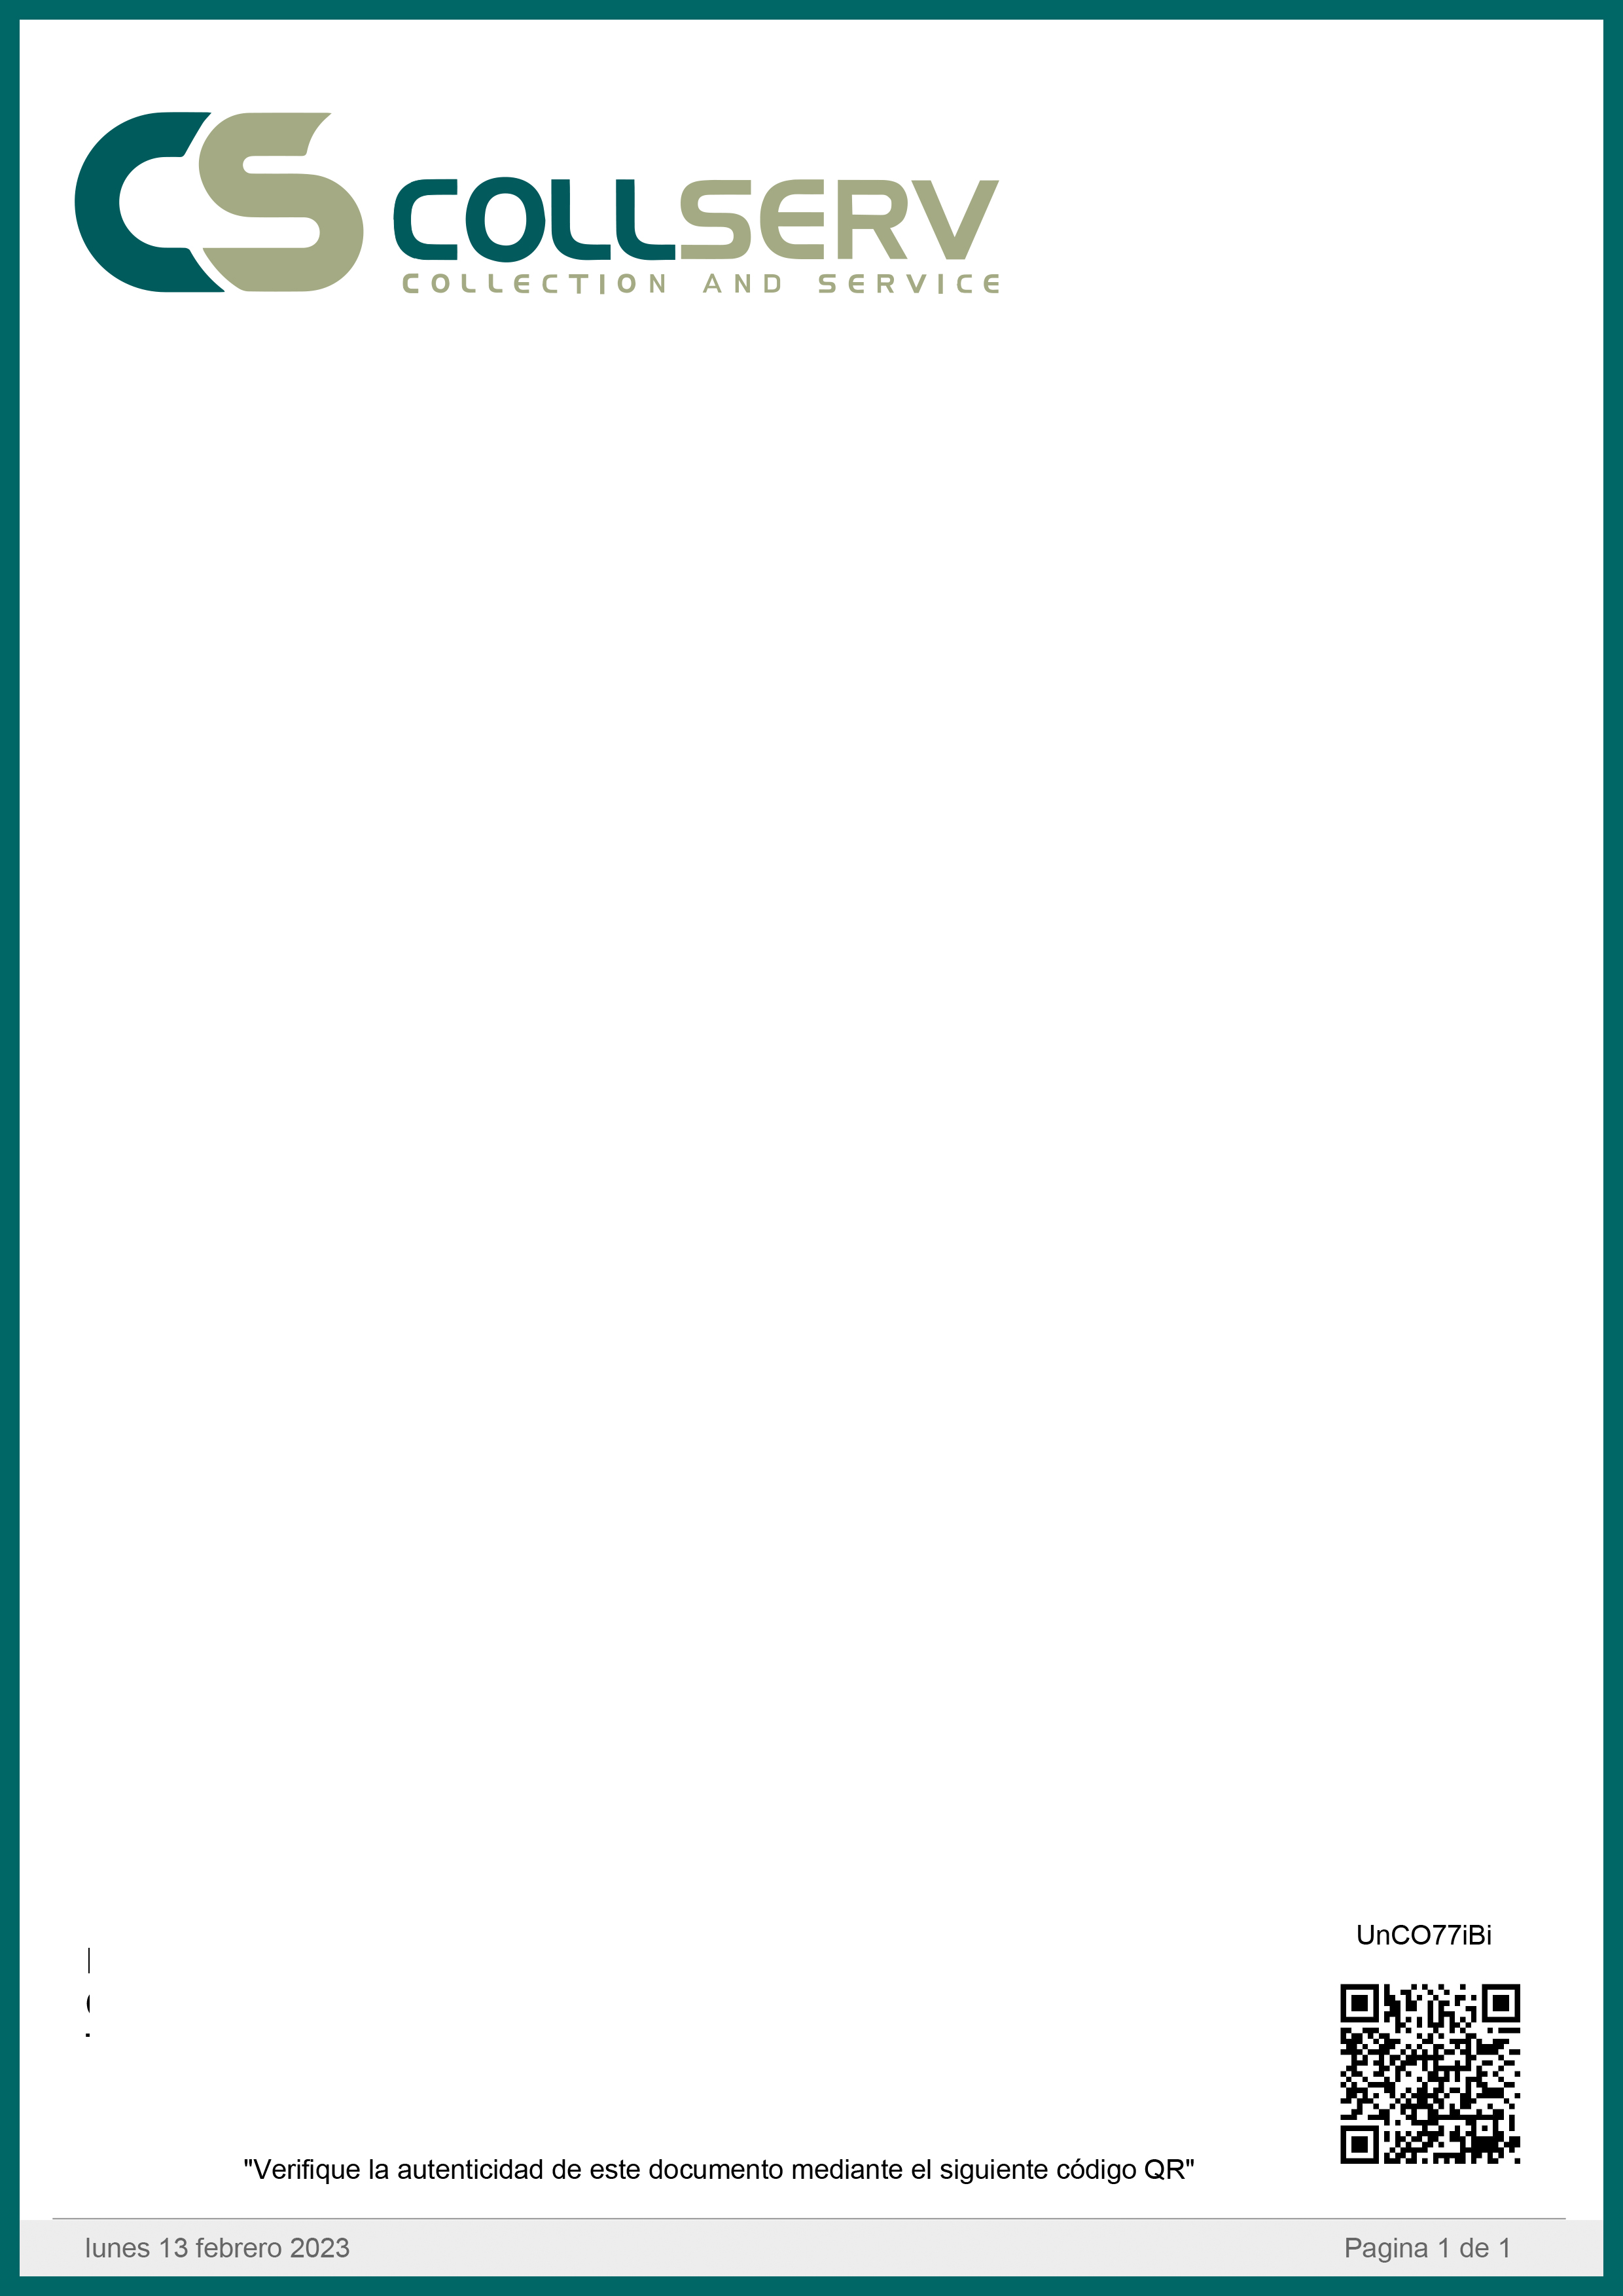 CS
COLLSERV
COLLECTION AND SERVICE
UnCO77iBi
"Verifique la autenticidad de este documento mediante el siguiente código QR"
lunes 13 febrero 2023
Pagina 1 de 1